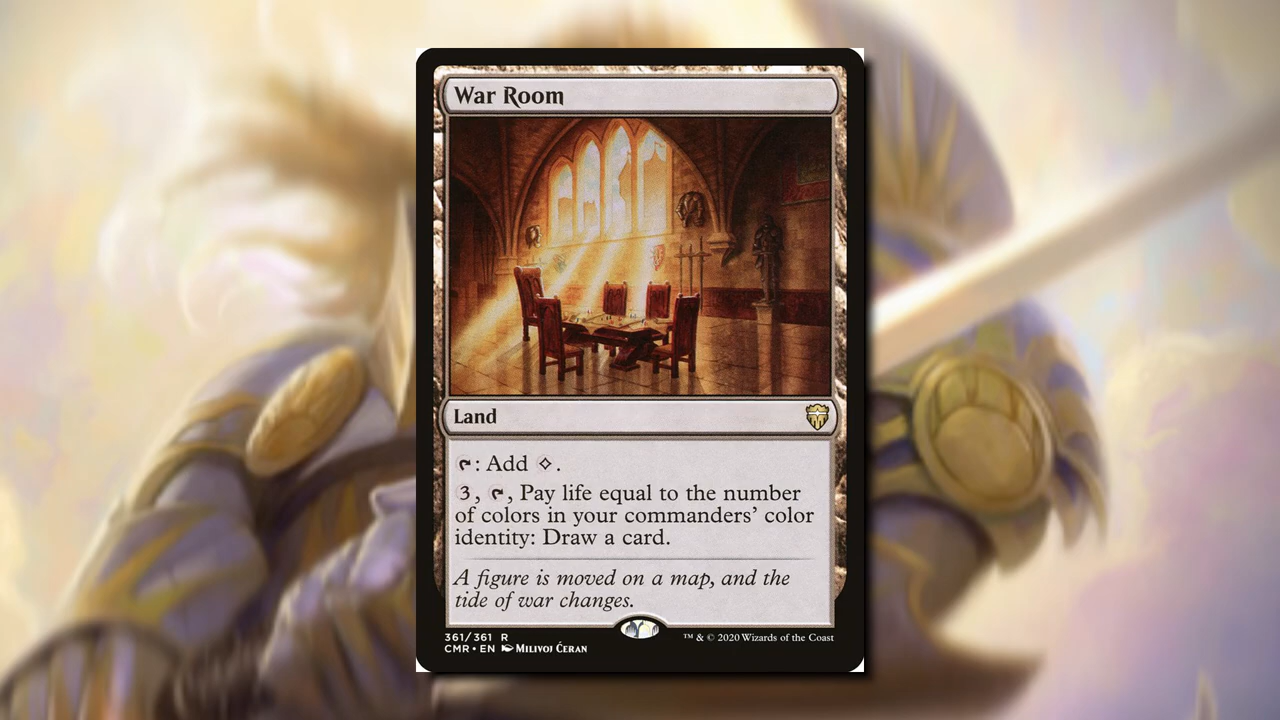 War Room
Land
: Add .
3, , Pay life equal to the number
of colors in your commanders’ color
identity: Draw a card.
A figure is moved on a map, and the
tide of war changes.
361/361 R
CMR • EN Milivoj Ćeran
™ & © 2020 Wizards of the Coast